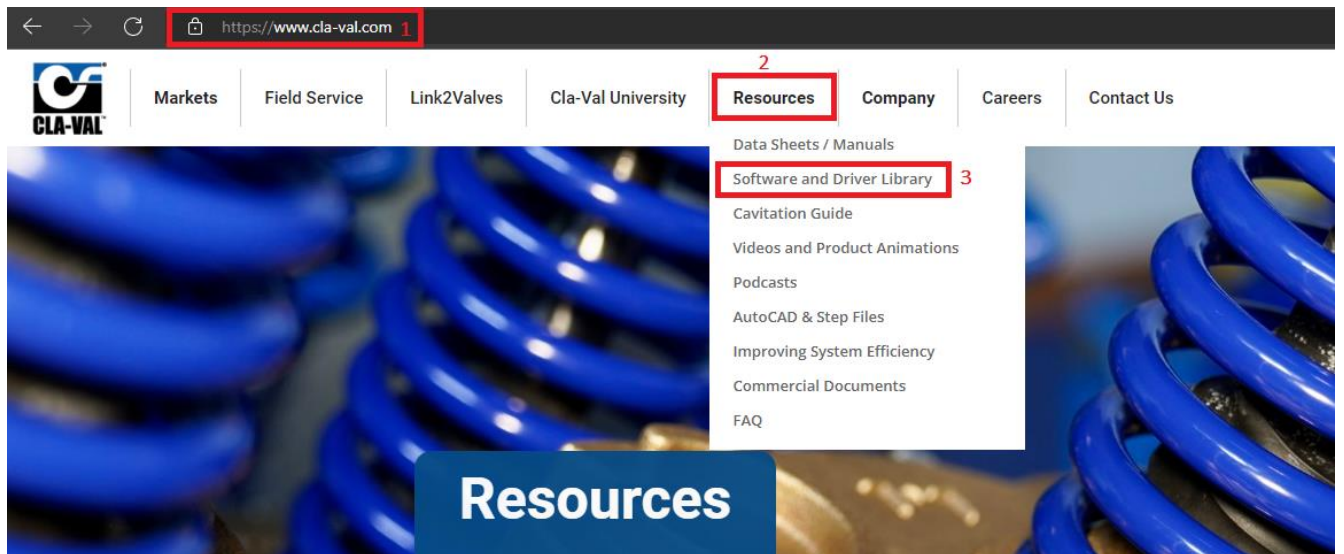 https://www.cla-val.com 1
2
CLA-VAL
Markets Field Service Link2Valves Cla-Val University Resources Company Careers Contact Us
Data Sheets / Manuals
Software and Driver Library 3
Cavitation Guide
Videos and Product Animations
Podcasts
AutoCAD & Step Files
Improving System Efficiency
Commercial Documents
FAQ
Resources